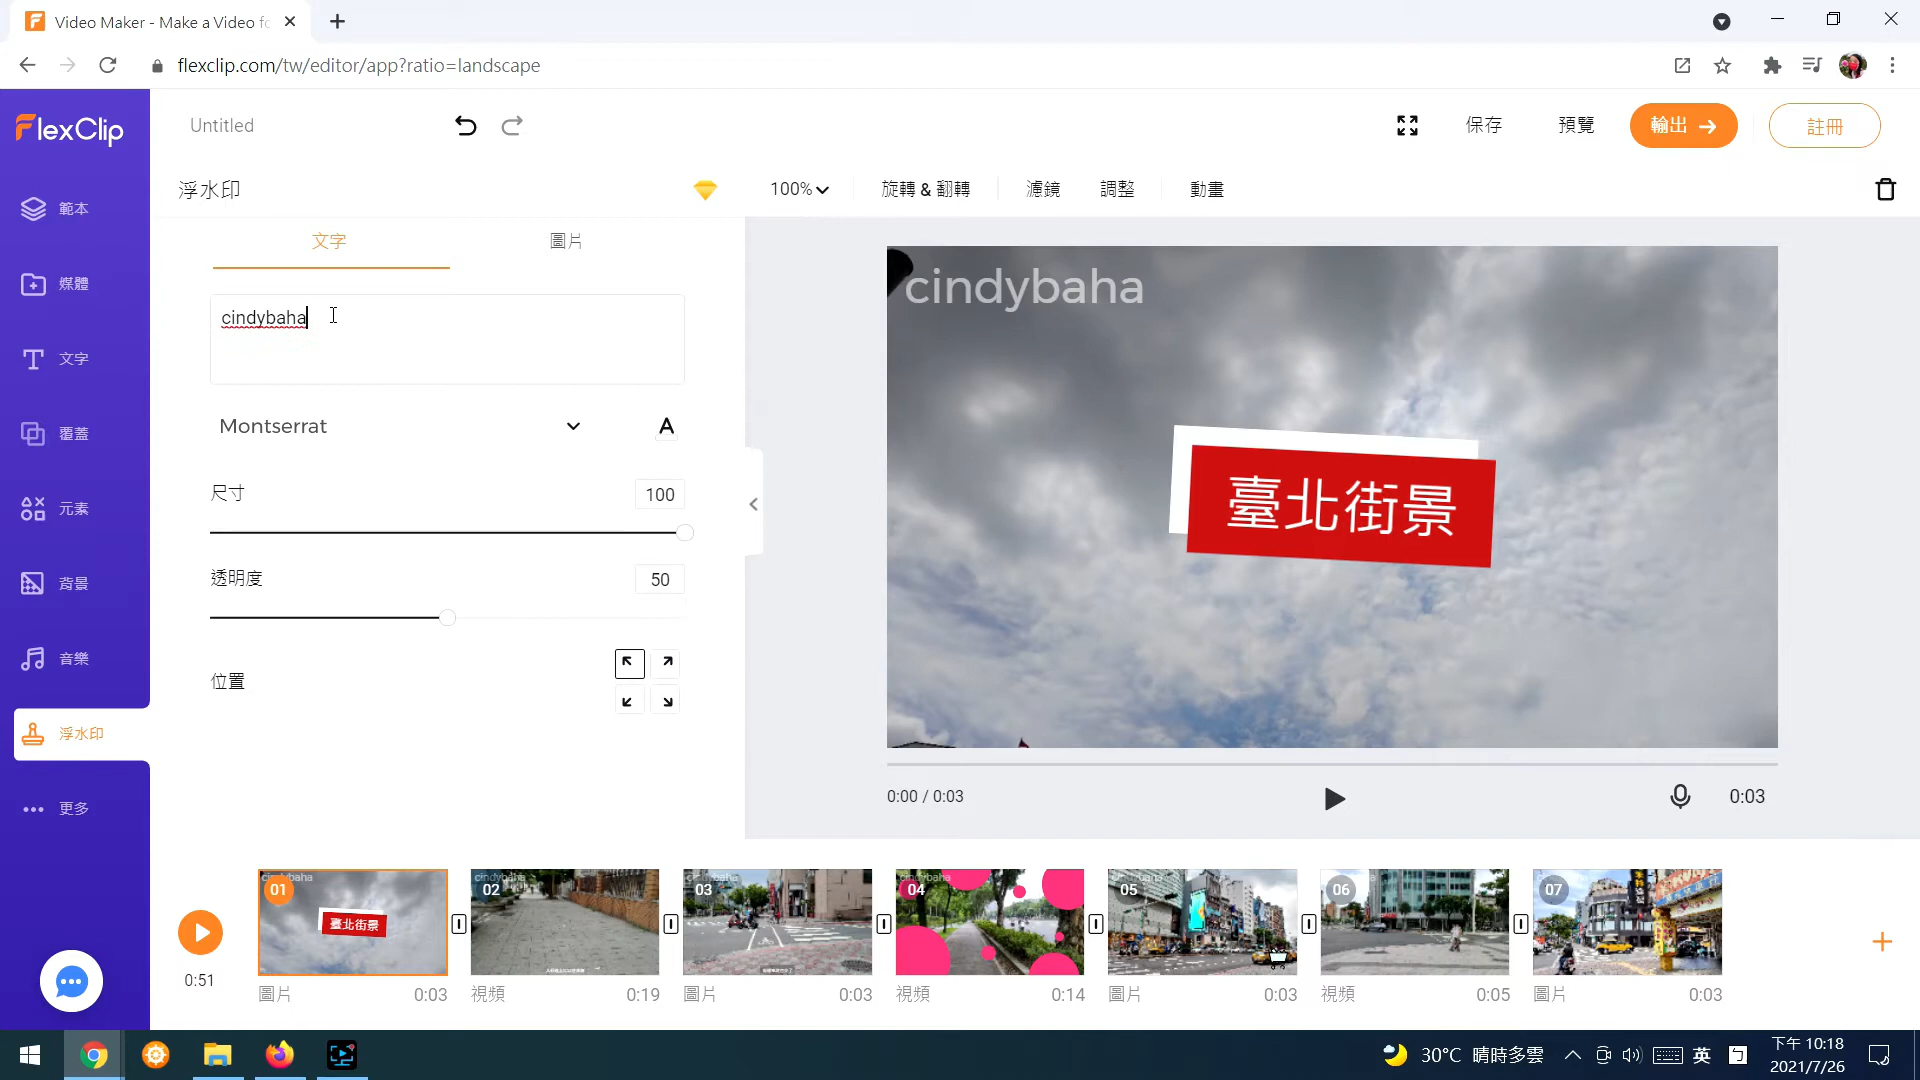 Video Maker - Make a Video fo
flexclip.com/tw/editor/app?ratio=landscape
FlexClip
Untitled
保存
預覽
輸出
註冊
浮水印
100%
旋轉 & 翻轉
濾鏡
調整
動畫
範本
媒體
文字
覆蓋
元素
背景
音樂
浮水印
更多
文字
圖片
cindybaha
Montserrat
A
尺寸
100
透明度
50
位置
cindybaha
臺北街景
0:00 / 0:03
0:03
0:51
01
臺北街景
圖片
0:03
02
視頻
0:19
03
圖片
0:03
04
視頻
0:14
05
圖片
0:03
06
視頻
0:05
07
圖片
0:03
30°C 晴時多雲
英
下午 10:18
2021/7/26